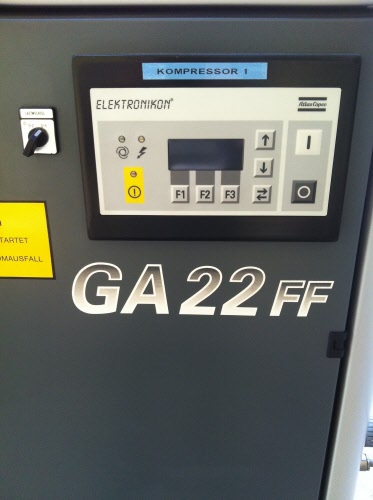 KOMPRESSOR 1
ELEKTRONIKON®
Atlas Copco
F1 F2 F3
TARTET
OMAUSFALL
GA 22 FF